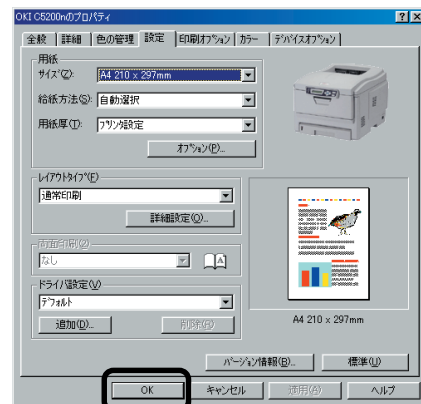 OKI C5200nのプロパティ
全般 詳細 色の管理 設定 印刷オプション カラー デバイスオプション
用紙
サイズ(Z): A4 210 x 297mm
給紙方法(S): 自動選択
用紙厚(T): プリンタ設定
オプション(P)...
レイアウトタイプ(E)
通常印刷
詳細設定(O)...
両面印刷(2)
なし
A
ドライバ設定(V)
デフォルト
追加(D)... 削除(G)
A4 210 x 297mm
バージョン情報(B)... 標準(U)
OK キャンセル 適用(A) ヘルプ